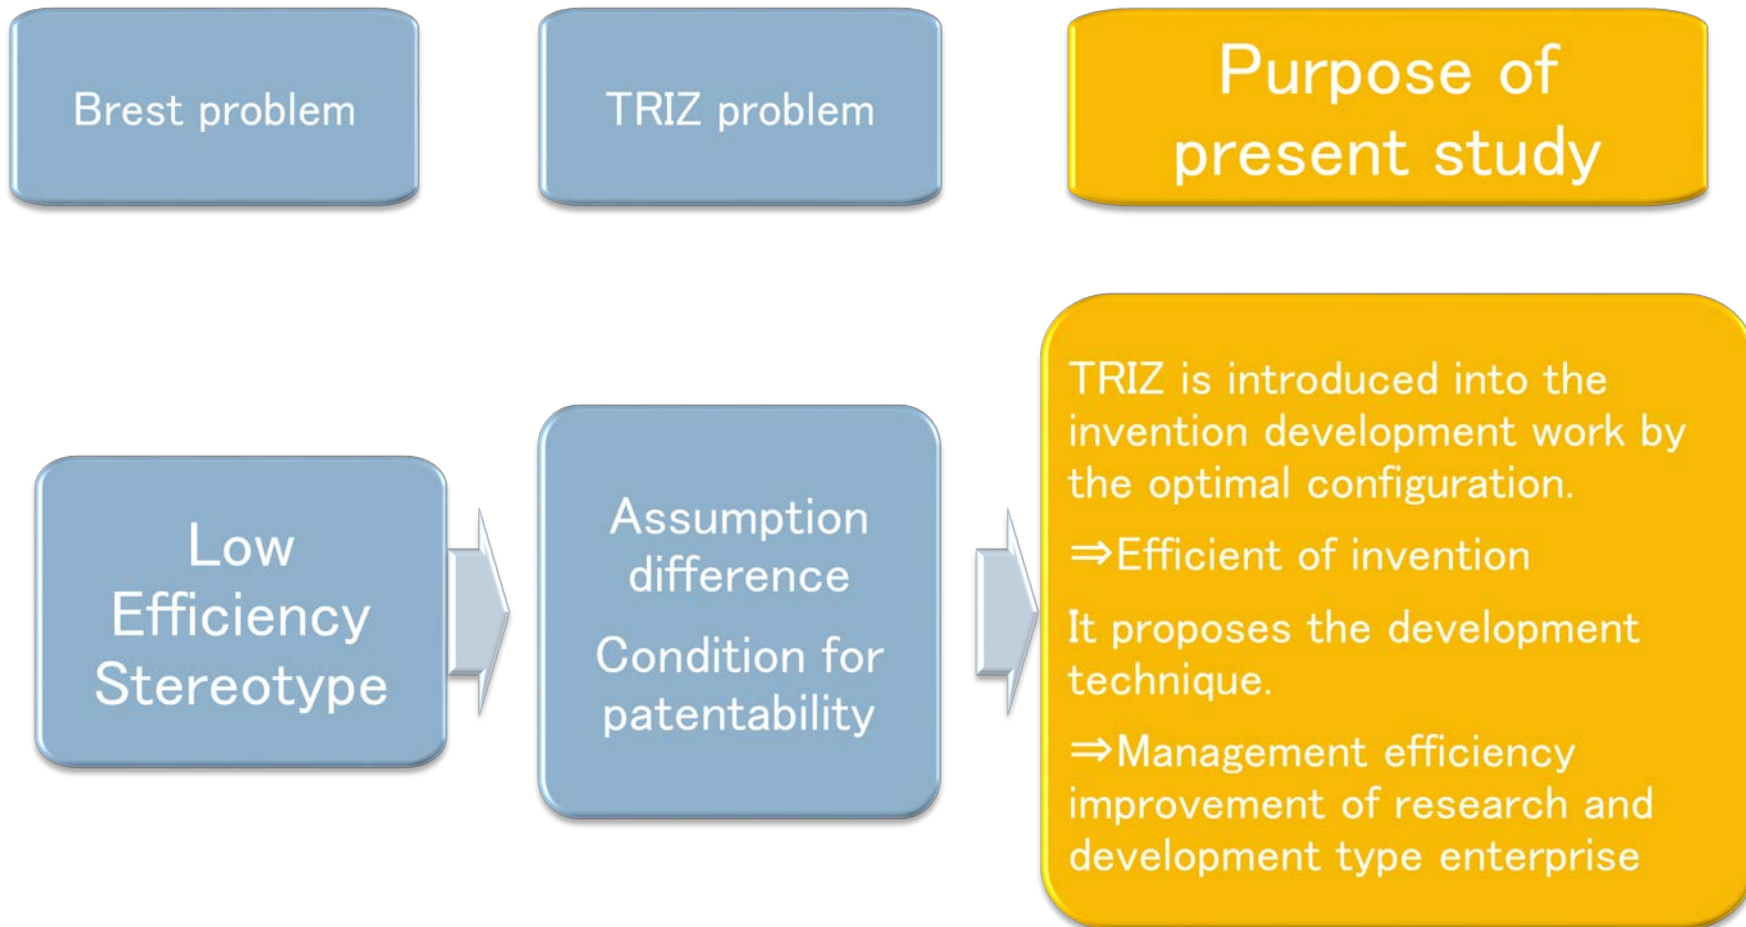 Brest problem
TRIZ problem
Purpose of
present study
Low
Efficiency
Stereotype
Assumption
difference
Condition for
patentability
TRIZ is introduced into the
invention development work by
the optimal configuration.
⇒Efficient of invention
It proposes the development
technique.
⇒Management efficiency
improvement of research and
development type enterprise